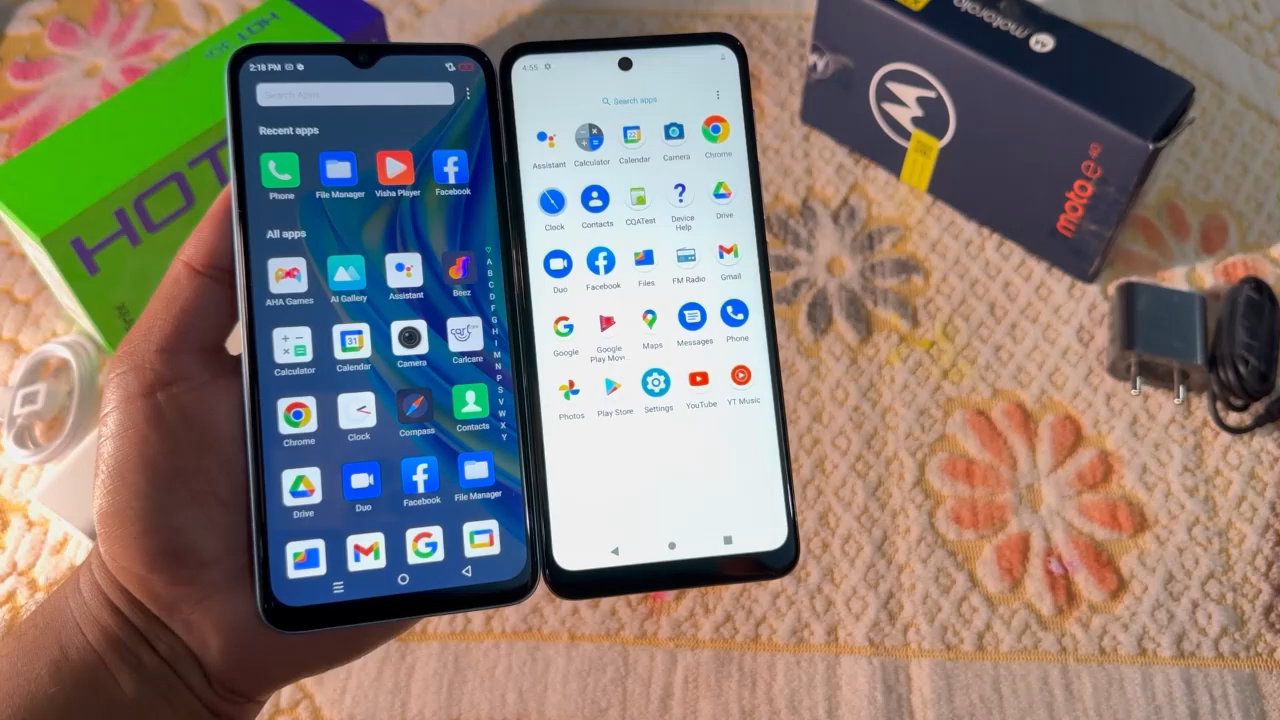 HOT
2:18 PM
Search Apps
Recent apps
Phone
File Manager
Visha Player
Facebook
All apps
AHA Games
AI Gallery
Assistant
Beez
Calculator
Calendar
Camera
Carlcare
Chrome
Clock
Compass
Contacts
Drive
Duo
Facebook
File Manager
A
B
C
D
F
G
H
I
M
N
P
S
V
W
X
Y
4:55
Search apps
Assistant
Calculator
Calendar
Camera
Chrome
Clock
Contacts
CQATest
Device
Help
Drive
Duo
Facebook
Files
FM Radio
Gmail
Google
Google
Play Movi...
Maps
Messages
Phone
Photos
Play Store
Settings
YouTube
YT Music
motorola
moto e 40